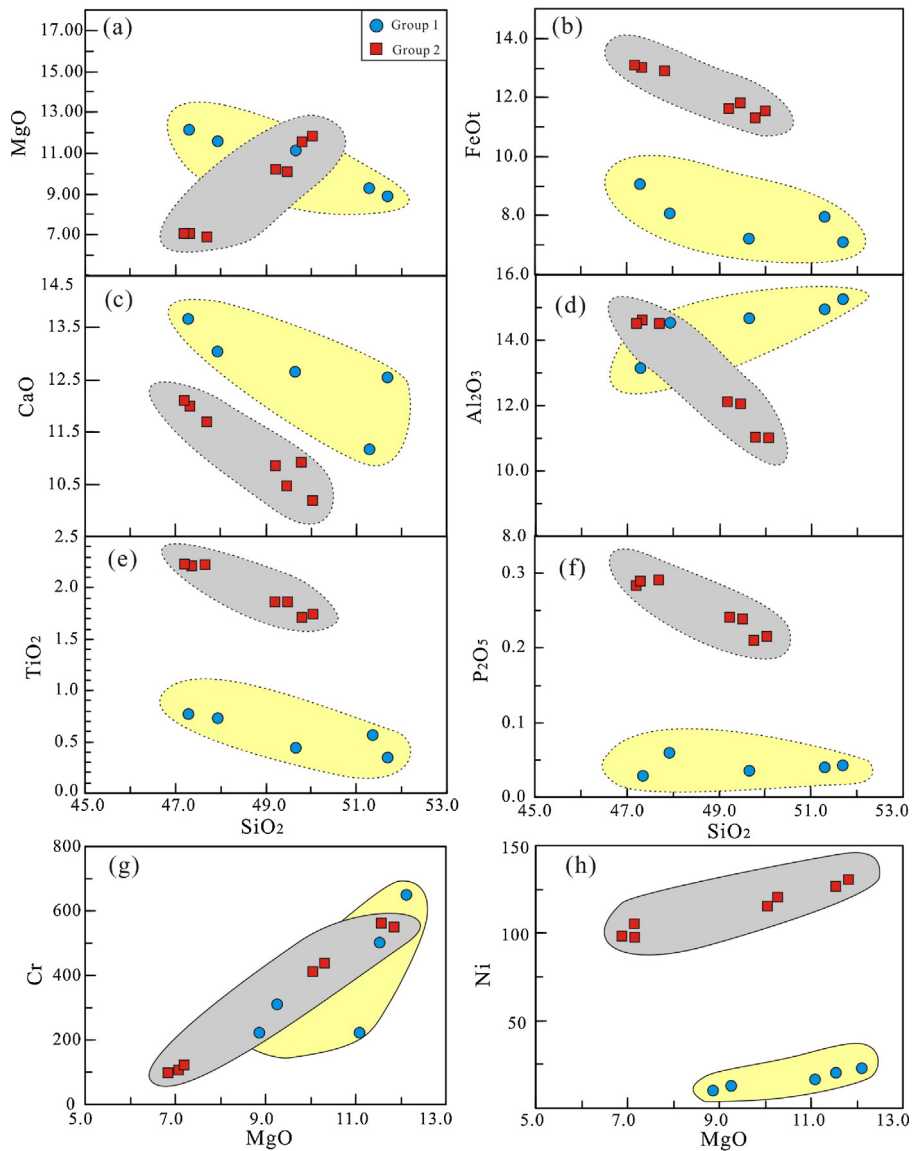 (a)
Group 1
Group 2
17.00
15.00
13.00
11.00
9.00
7.00
MgO
(b)
14.0
12.0
10.0
8.0
16.0
FeOt
(c)
14.5
13.5
12.5
11.5
10.5
2.5
CaO
(d)
14.0
12.0
10.0
8.0
Al₂O₃
(e)
2.0
1.5
1.0
0.5
0.0
TiO₂
45.0 47.0 49.0 51.0 53.0
SiO₂
(f)
0.3
0.2
0.1
0.0
P₂O₅
45.0 47.0 49.0 51.0 53.0
SiO₂
(g)
800
600
400
200
0
Cr
5.0 7.0 9.0 11.0 13.0
MgO
(h)
150
100
50
Ni
5.0 7.0 9.0 11.0 13.0
MgO